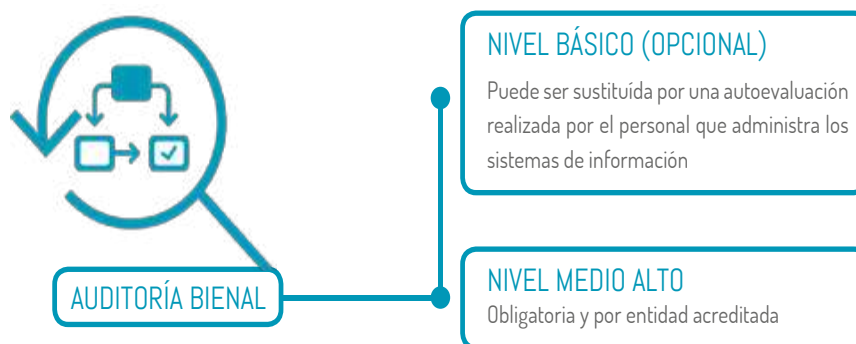 NIVEL BÁSICO (OPCIONAL)
Puede ser sustituída por una autoevaluación
realizada por el personal que administra los
sistemas de información
AUDITORÍA BIENAL
NIVEL MEDIO ALTO
Obligatoria y por entidad acreditada